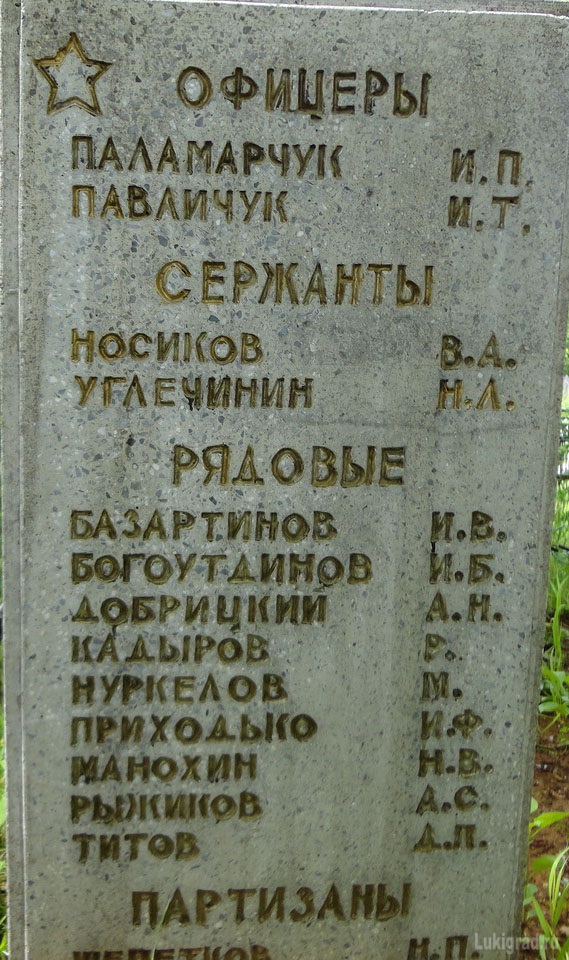 ОФИЦЕРЫ
ПАЛАМАРЧУК И.П.
ПАВЛИЧУК И.Т.
СЕРЖАНТЫ
НОСИКОВ В.А.
УГЛЕЧИНИН Н.Л.
РЯДОВЫЕ
БАЗАРТИНОВ И.В.
БОГОУТДИНОВ И.Б.
ДОБРИЦКИЙ А.Н.
КАДЫРОВ Р.
НУРКЕЛОВ М.
ПРИХОДЬКО И.Ф.
МАНОХИН Н.В.
РЫЖИКОВ А.С.
ТИТОВ Д.П.
ПАРТИЗАНЫ
ШЕПЕТКОВ Н.П.
Lukigrad.ru